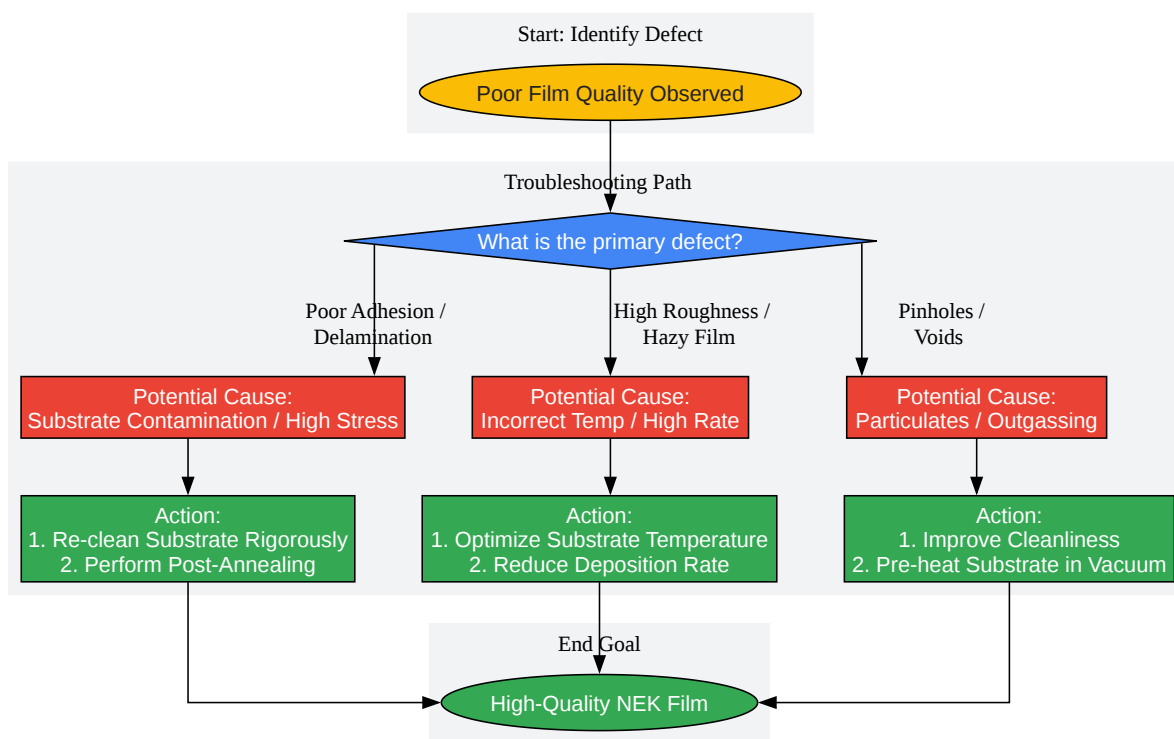 Start: Identify Defect
Poor Film Quality Observed
Troubleshooting Path
What is the primary defect?
Poor Adhesion /
Delamination
High Roughness /
Hazy Film
Pinholes /
Voids
Potential Cause:
Substrate Contamination / High Stress
Potential Cause:
Incorrect Temp / High Rate
Potential Cause:
Particulates / Outgassing
Action:
1. Re-clean Substrate Rigorously
2. Perform Post-Annealing
Action:
1. Optimize Substrate Temperature
2. Reduce Deposition Rate
Action:
1. Improve Cleanliness
2. Pre-heat Substrate in Vacuum
End Goal
High-Quality NEK Film